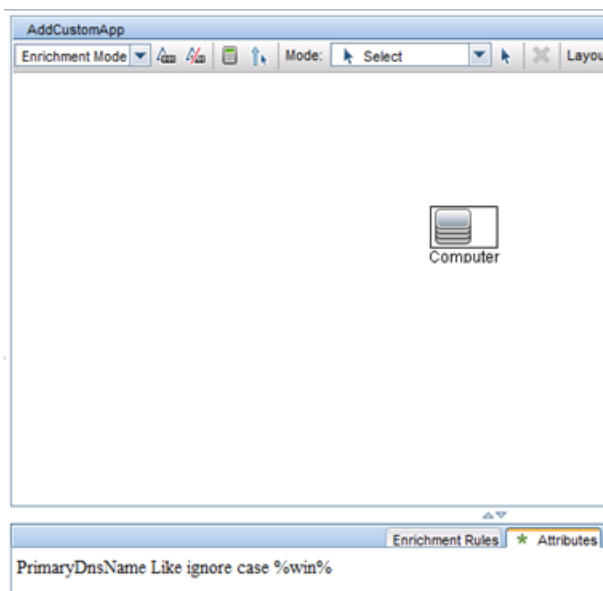 AddCustomApp
Enrichment Mode Mode: Select Layou
Computer
Enrichment Rules * Attributes
PrimaryDnsName Like ignore case %win%